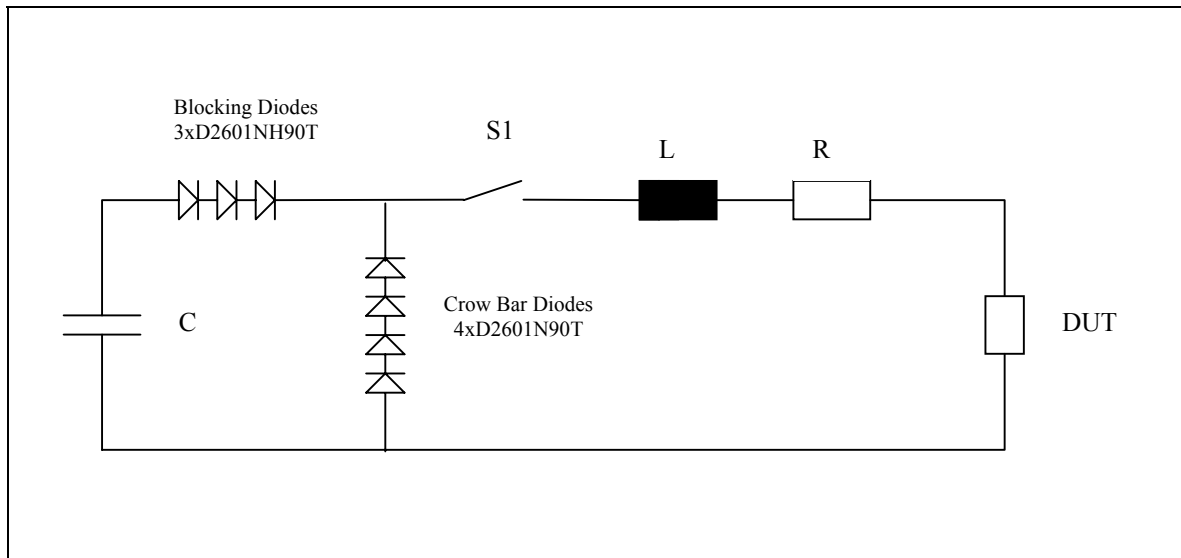 Blocking Diodes
3xD2601NH90T
S1
L
R
C
Crow Bar Diodes
4xD2601N90T
DUT